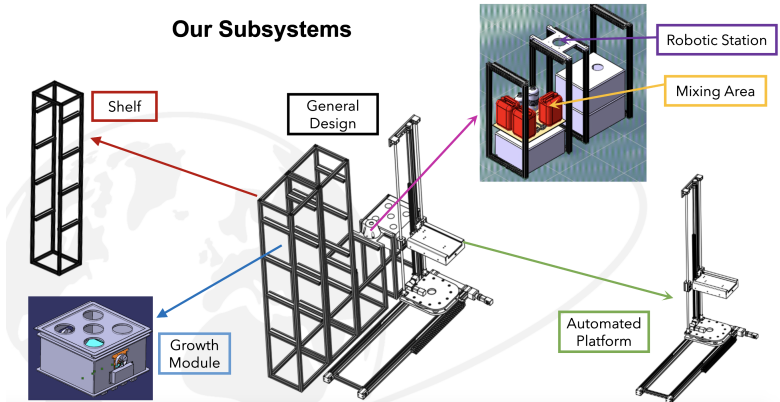 Our Subsystems
Robotic Station
Shelf
General
Design
Mixing Area
Growth
Module
Automated
Platform